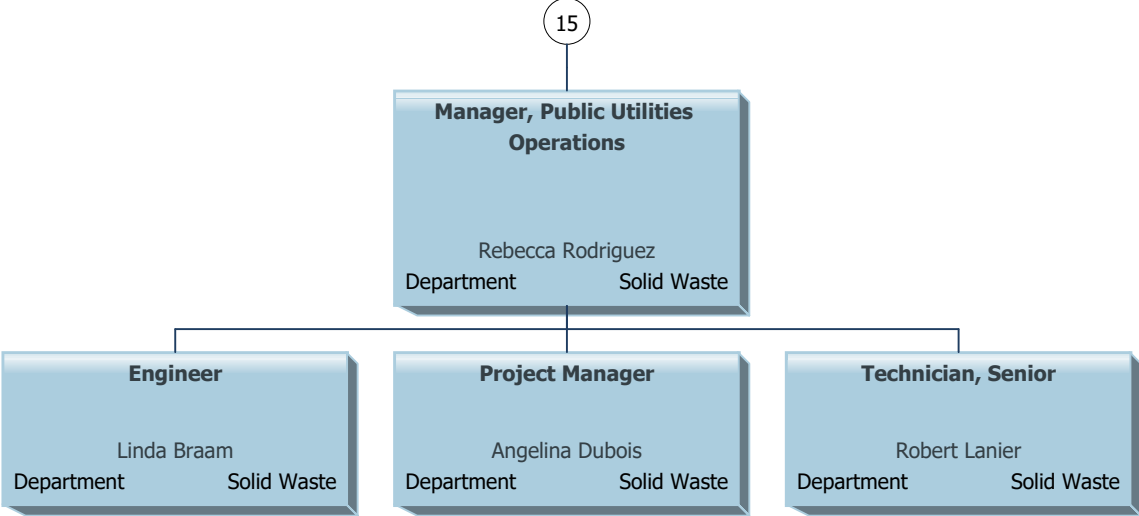 15
Manager, Public Utilities
Operations
Rebecca Rodriguez
Department Solid Waste
Engineer
Linda Braam
Department Solid Waste
Project Manager
Angelina Dubois
Department Solid Waste
Technician, Senior
Robert Lanier
Department Solid Waste